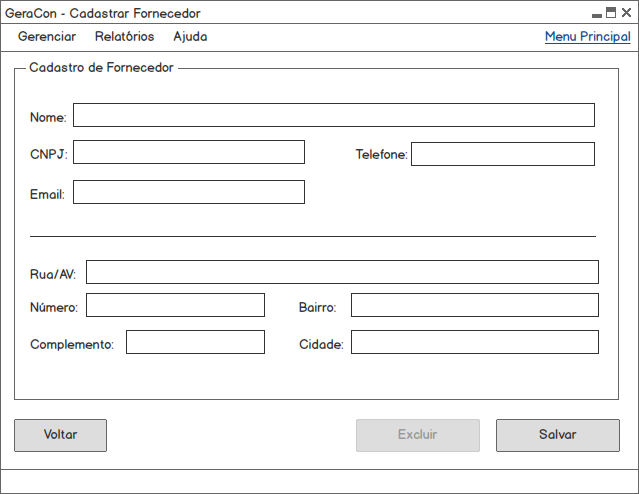 GeraCon - Cadastrar Fornecedor
Gerenciar Relatórios Ajuda Menu Principal
Cadastro de Fornecedor
Nome:
CNPJ: Telefone:
Email:
Rua/AV:
Número: Bairro:
Complemento: Cidade:
Voltar Excluir Salvar